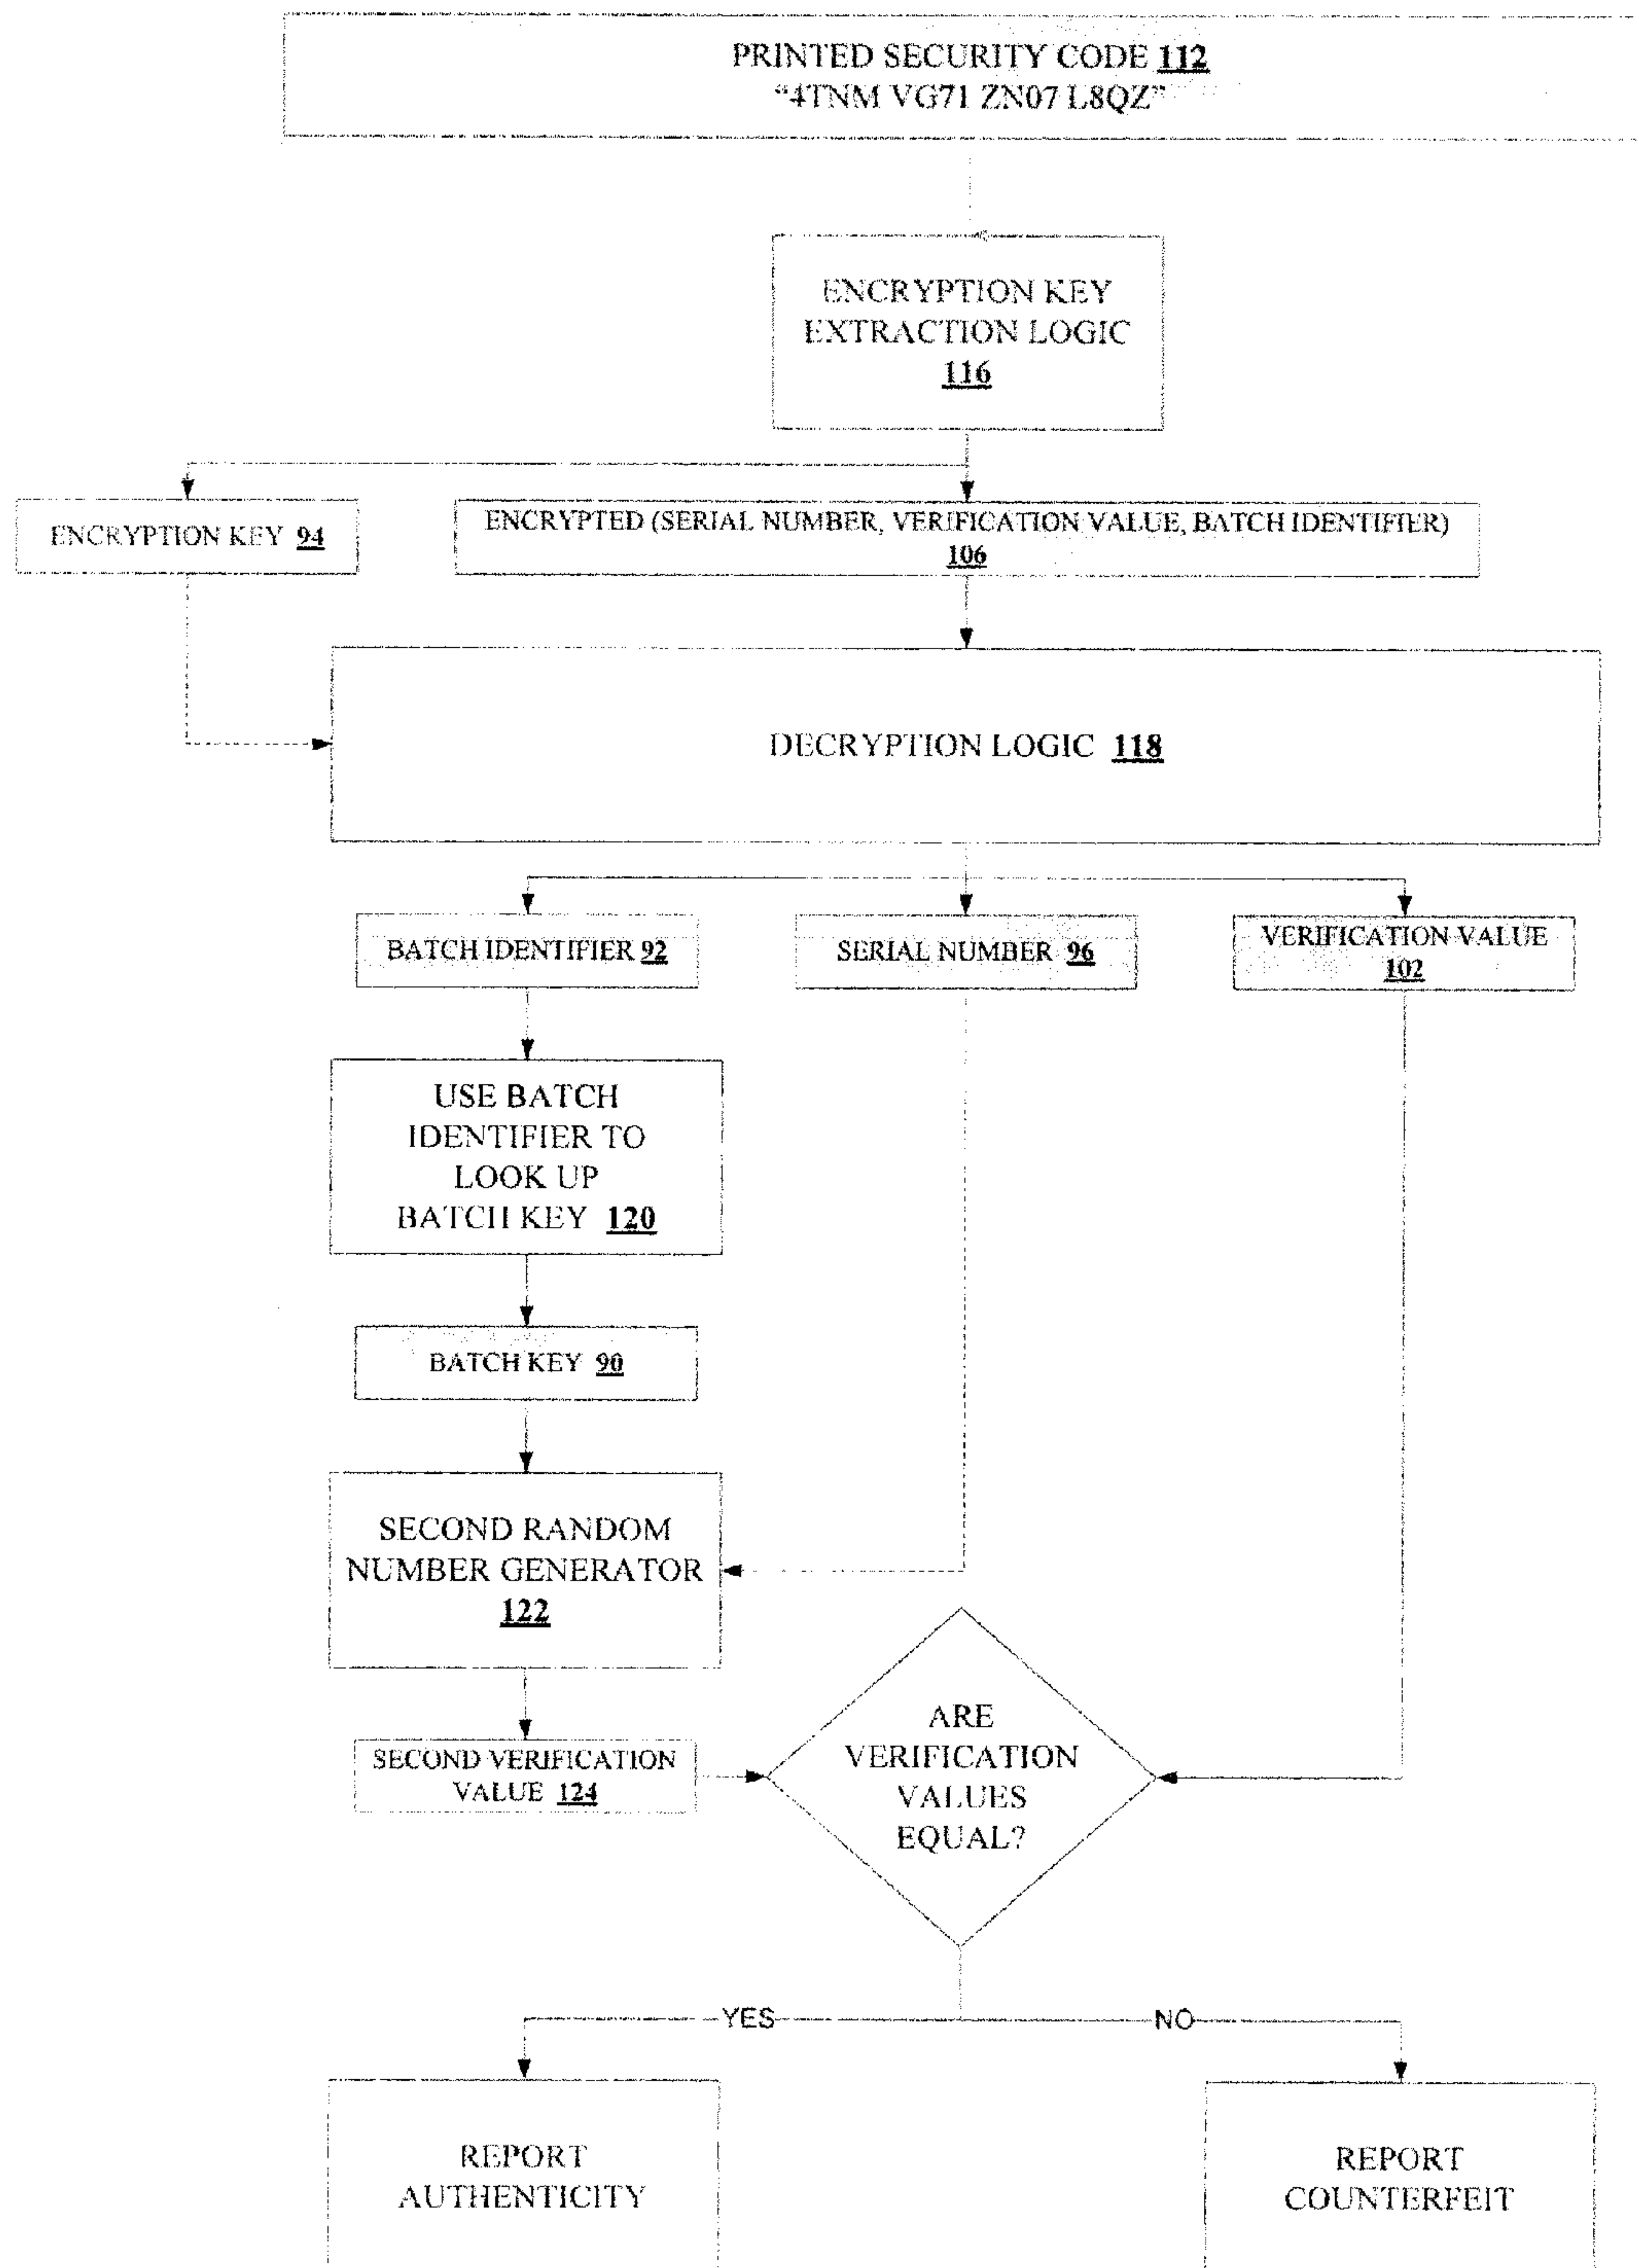 PRINTED SECURITY CODE 112
"4TNM VG71 ZN07 L8QZ"
ENCRYPTION KEY
EXTRACTION LOGIC
116
ENCRYPTION KEY 94
ENCRYPTED (SERIAL NUMBER, VERIFICATION VALUE, BATCH IDENTIFIER)
106
DECRYPTION LOGIC 118
BATCH IDENTIFIER 92
SERIAL NUMBER 96
VERIFICATION VALUE
102
USE BATCH
IDENTIFIER TO
LOOK UP
BATCH KEY 120
BATCH KEY 90
SECOND RANDOM
NUMBER GENERATOR
122
SECOND VERIFICATION
VALUE 124
ARE
VERIFICATION
VALUES
EQUAL?
YES
NO
REPORT
AUTHENTICITY
REPORT
COUNTERFEIT